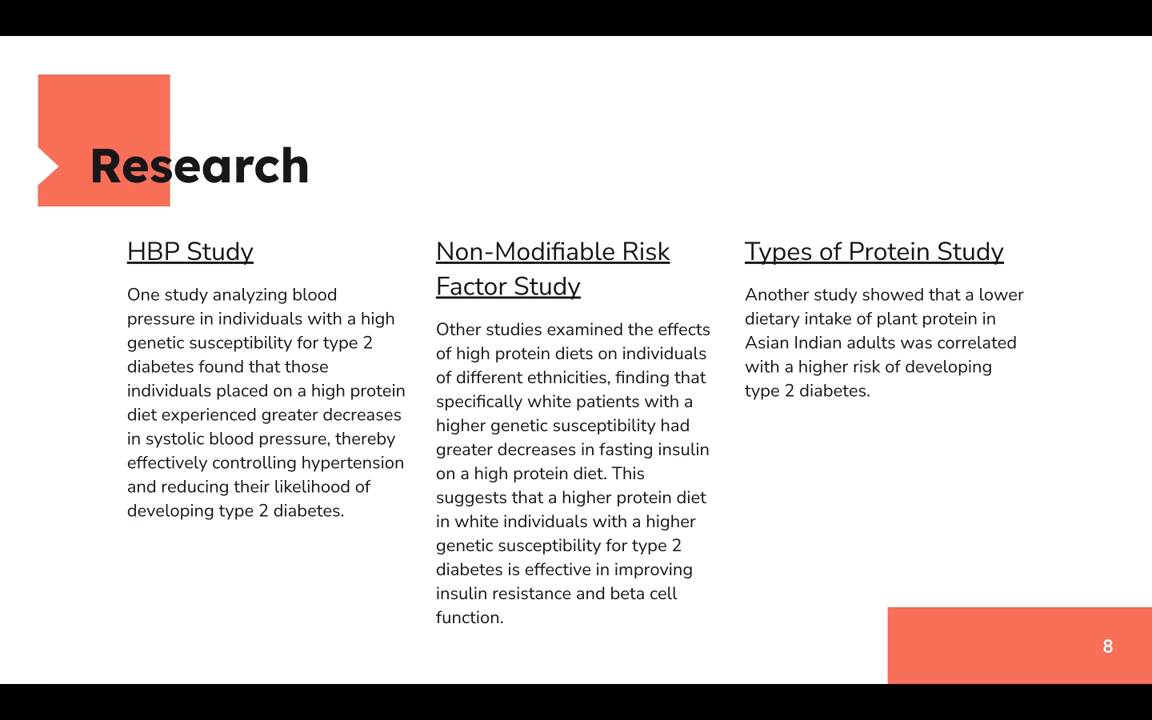 Research
HBP Study
One study analyzing blood
pressure in individuals with a high
genetic susceptibility for type 2
diabetes found that those
individuals placed on a high protein
diet experienced greater decreases
in systolic blood pressure, thereby
effectively controlling hypertension
and reducing their likelihood of
developing type 2 diabetes.
Non-Modifiable Risk
Factor Study
Other studies examined the effects
of high protein diets on individuals
of different ethnicities, finding that
specifically white patients with a
higher genetic susceptibility had
greater decreases in fasting insulin
on a high protein diet. This
suggests that a higher protein diet
in white individuals with a higher
genetic susceptibility for type 2
diabetes is effective in improving
insulin resistance and beta cell
function.
Types of Protein Study
Another study showed that a lower
dietary intake of plant protein in
Asian Indian adults was correlated
with a higher risk of developing
type 2 diabetes.
8